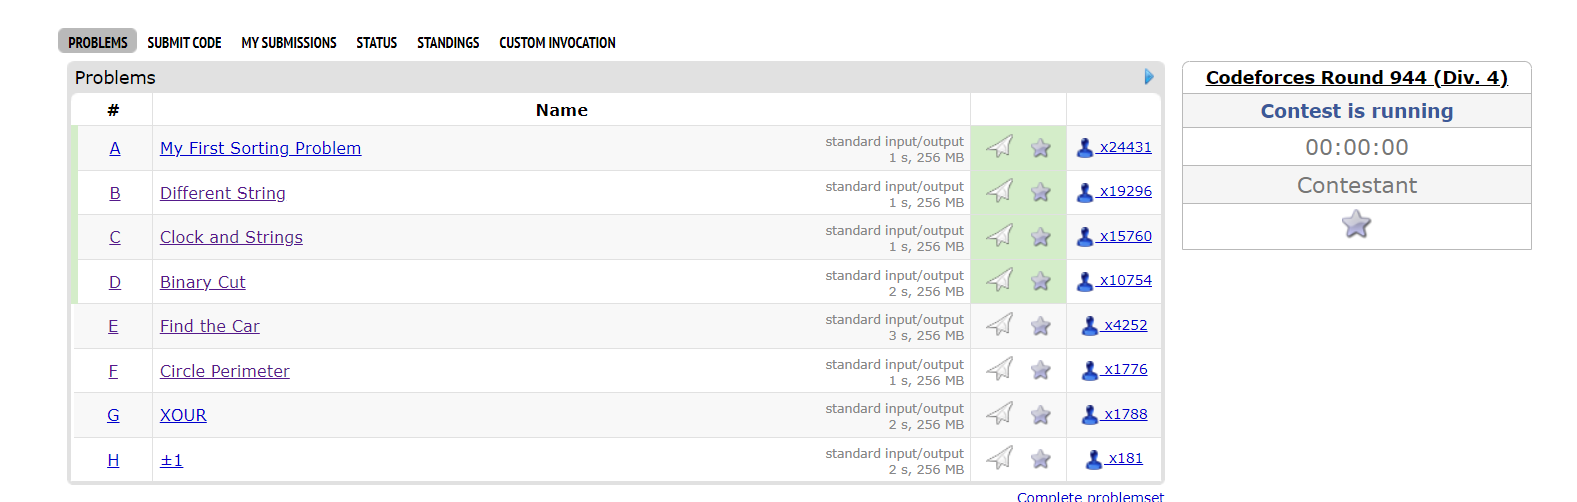 PROBLEMS SUBMIT CODE MY SUBMISSIONS STATUS STANDINGS CUSTOM INVOCATION
Problems
# Name
A My First Sorting Problem standard input/output
1 s, 256 MB
x24431
B Different String standard input/output
1 s, 256 MB
x19296
C Clock and Strings standard input/output
1 s, 256 MB
x15760
D Binary Cut standard input/output
2 s, 256 MB
x10754
E Find the Car standard input/output
3 s, 256 MB
x4252
F Circle Perimeter standard input/output
1 s, 256 MB
x1776
G XOUR standard input/output
2 s, 256 MB
x1788
H ±1 standard input/output
2 s, 256 MB
x181
Complete problemset
Codeforces Round 944 (Div. 4)
Contest is running
00:00:00
Contestant